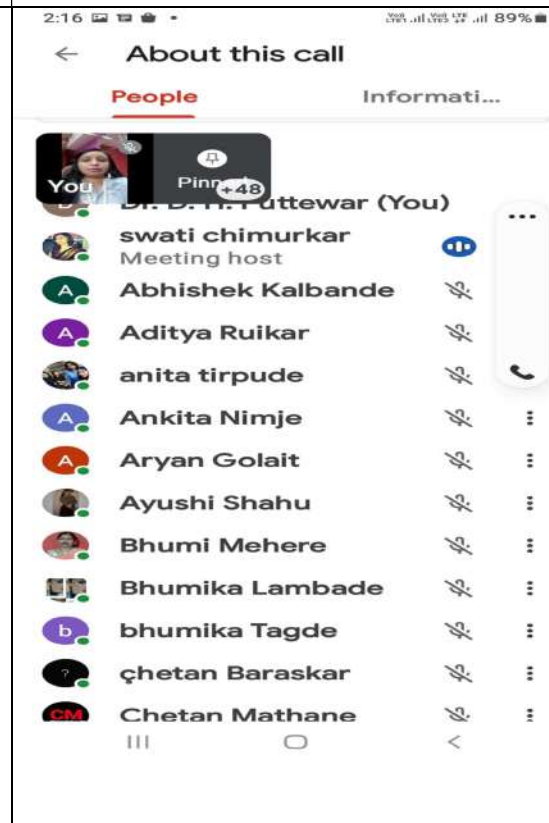 2:16 89%
About this call
People Informati...
You Pinned +48
Dr. D. H. Puttewar (You)
swati chimurkar
Meeting host
A Abhishek Kalbande
A Aditya Ruikar
anita tirpude
A Ankita Nimje
A Aryan Golait
Ayushi Shahu
Bhumi Mehere
Bhumika Lambade
b bhumika Tagde
? çhetan Baraskar
CM Chetan Mathane